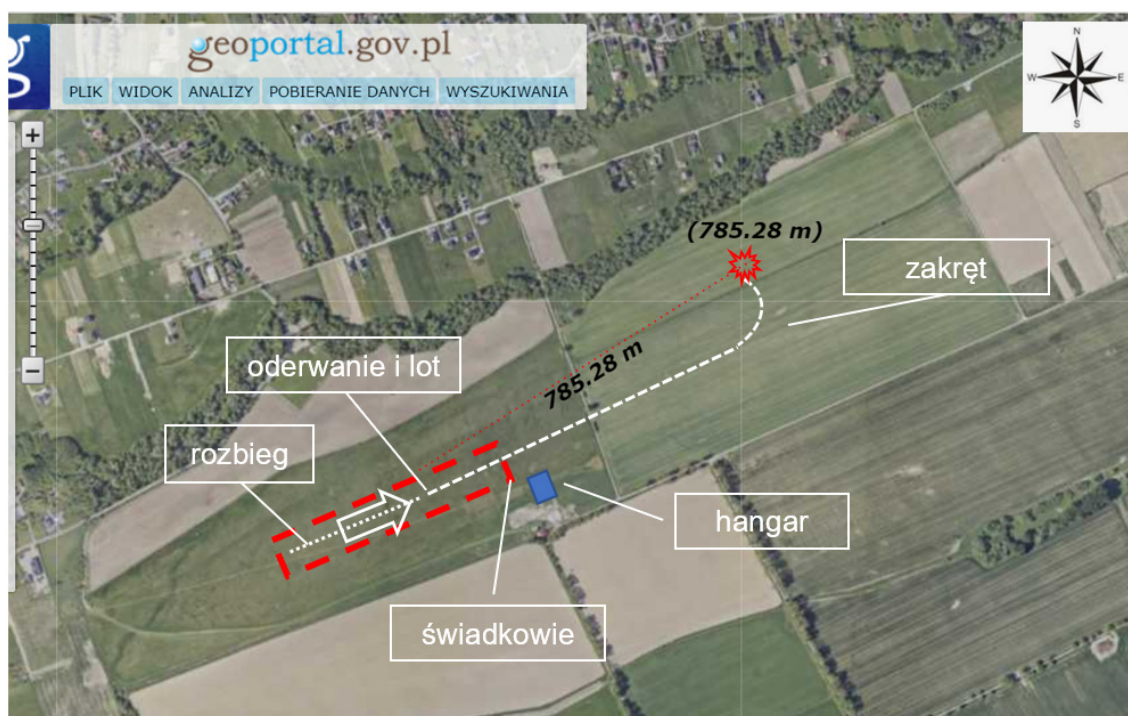 geoportal.gov.pl
PLIK WIDOK ANALIZY POBIERANIE DANYCH WYSZUKIWANIA
N
W E
S
(785.28 m)
zakręt
oderwanie i lot
785.28 m
rozbieg
hangar
świadkowie